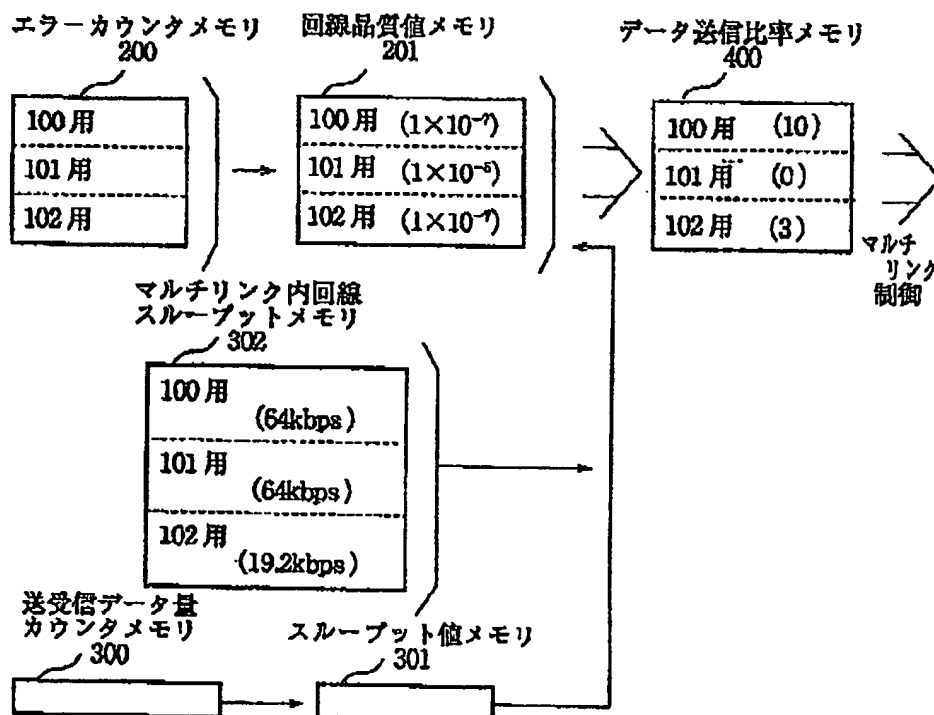 エラーカウンタメモリ
200
100用
101用
102用
回線品質値メモリ
201
100用 (1×10⁻⁷)
101用 (1×10⁻⁵)
102用 (1×10⁻⁷)
データ送信比率メモリ
400
100用 (10)
101用 (0)
102用 (3)
マルチ
リンク
制御
マルチリンク内回線
スループットメモリ
302
100用
(64kbps)
101用
(64kbps)
102用
(19.2kbps)
送受信データ量
カウンタメモリ
300
スループット値メモリ
301